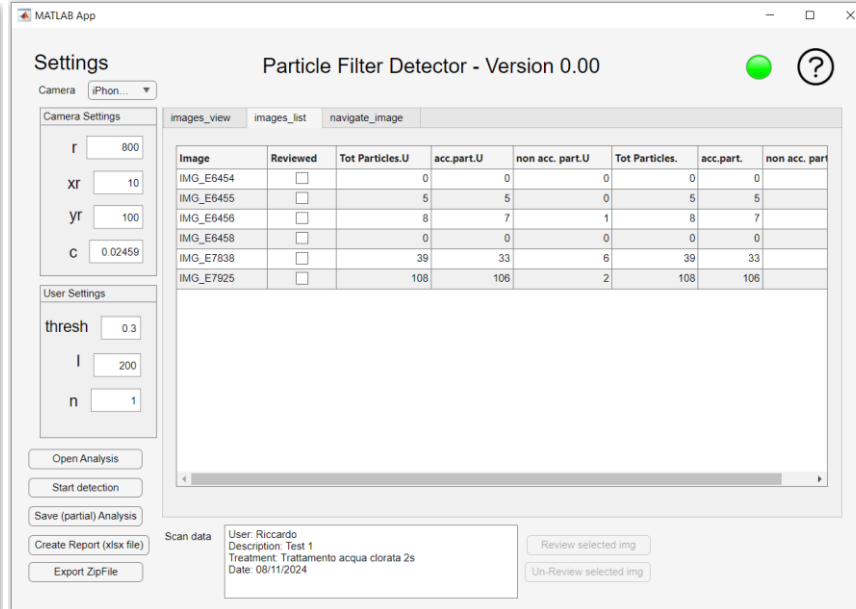 MATLAB App
Settings
Particle Filter Detector - Version 0.00
?
Camera iPhon...
Camera Settings
r 800
xr 10
yr 100
c 0.02459
User Settings
thresh 0.3
l 200
n 1
Open Analysis
Start detection
Save (partial) Analysis
Create Report (xlsx file)
Export ZipFile
images_view images_list navigate_image
Image Reviewed Tot Particles.U acc.part.U non acc. part.U Tot Particles. acc.part. non acc. part
IMG_E6454 0 0 0 0 0
IMG_E6455 5 5 0 5 5
IMG_E6456 8 7 1 8 7
IMG_E6458 0 0 0 0 0
IMG_E7838 39 33 6 39 33
IMG_E7925 108 106 2 108 106
Scan data
User: Riccardo
Description: Test 1
Treatment: Trattamento acqua clorata 2s
Date: 08/11/2024
Review selected img
Un-Review selected img